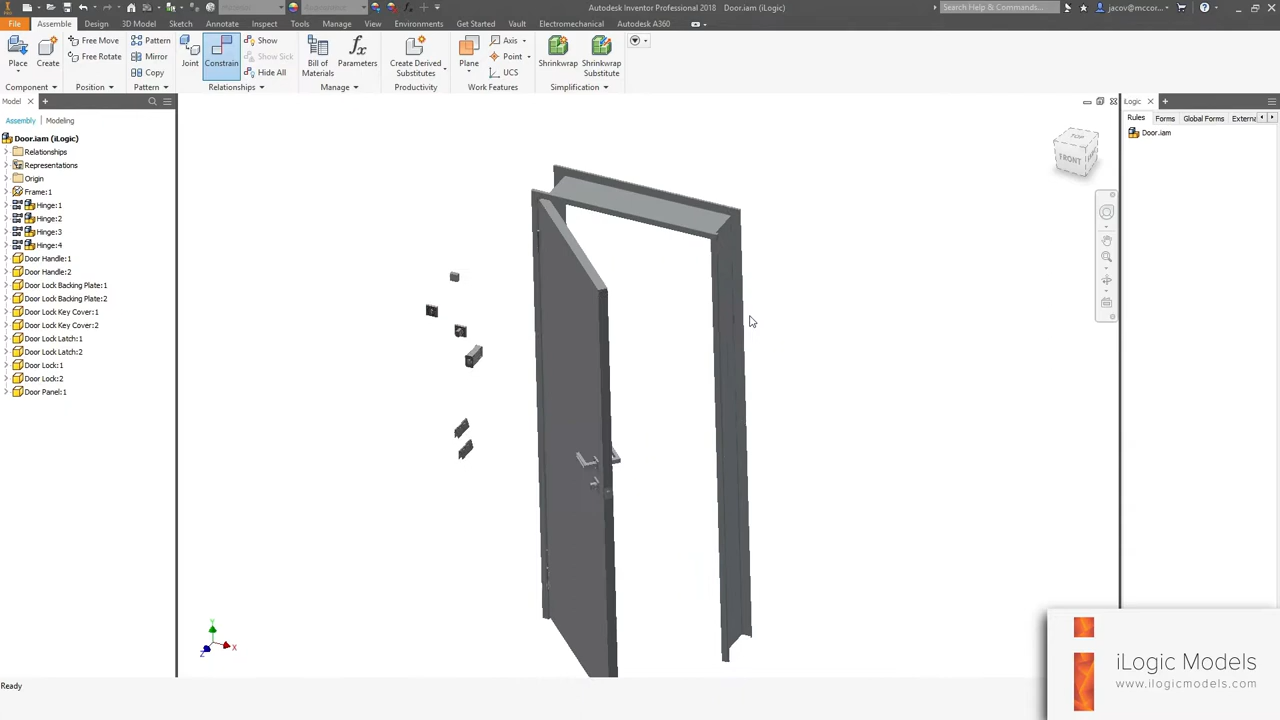 Autodesk Inventor Professional 2018   Door.iam (iLogic)
Search Help & Commands...
jacov@mccor...
File Assemble Design 3D Model Sketch Annotate Inspect Tools Manage View Environments Get Started Vault Electromechanical Autodesk A360
Place
Create
Component
Free Move
Free Rotate
Position
Pattern
Mirror
Copy
Pattern
Joint
Constrain
Show
Show Sick
Hide All
Relationships
Bill of
Materials
Parameters
Manage
Create Derived
Substitutes
Productivity
Plane
Axis
Point
UCS
Work Features
Shrinkwrap
Shrinkwrap
Substitute
Simplification
Model
Assembly Modeling
Door.iam (iLogic)
Relationships
Representations
Origin
Frame:1
Hinge:1
Hinge:2
Hinge:3
Hinge:4
Door Handle:1
Door Handle:2
Door Lock Backing Plate:1
Door Lock Backing Plate:2
Door Lock Key Cover:1
Door Lock Key Cover:2
Door Lock Latch:1
Door Lock Latch:2
Door Lock:1
Door Lock:2
Door Panel:1
TOP
FRONT
iLogic
Rules Forms Global Forms Externa
Door.iam
Y
X
Z
Ready
iLogic Models
www.ilogicmodels.com